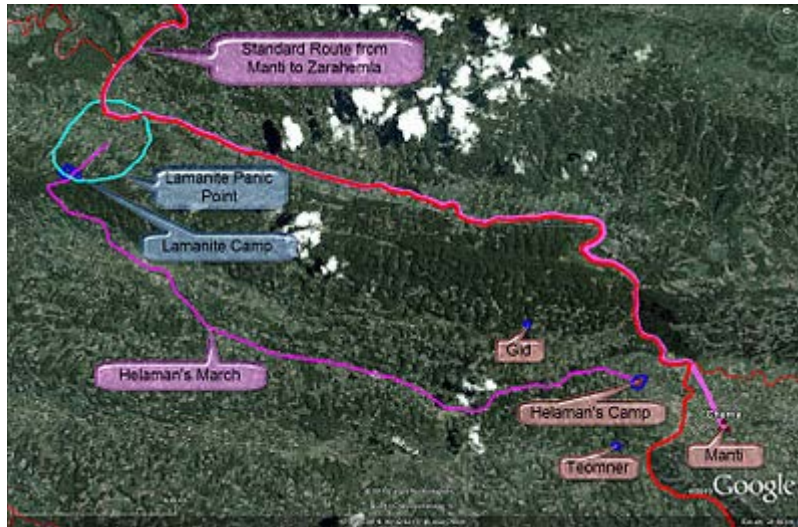 Standard Route from
Manti to Zarahemla
Lamanite Panic
Point
Lamanite Camp
Gid
Helaman's March
Helaman's Camp
Teomner
Manti
Google